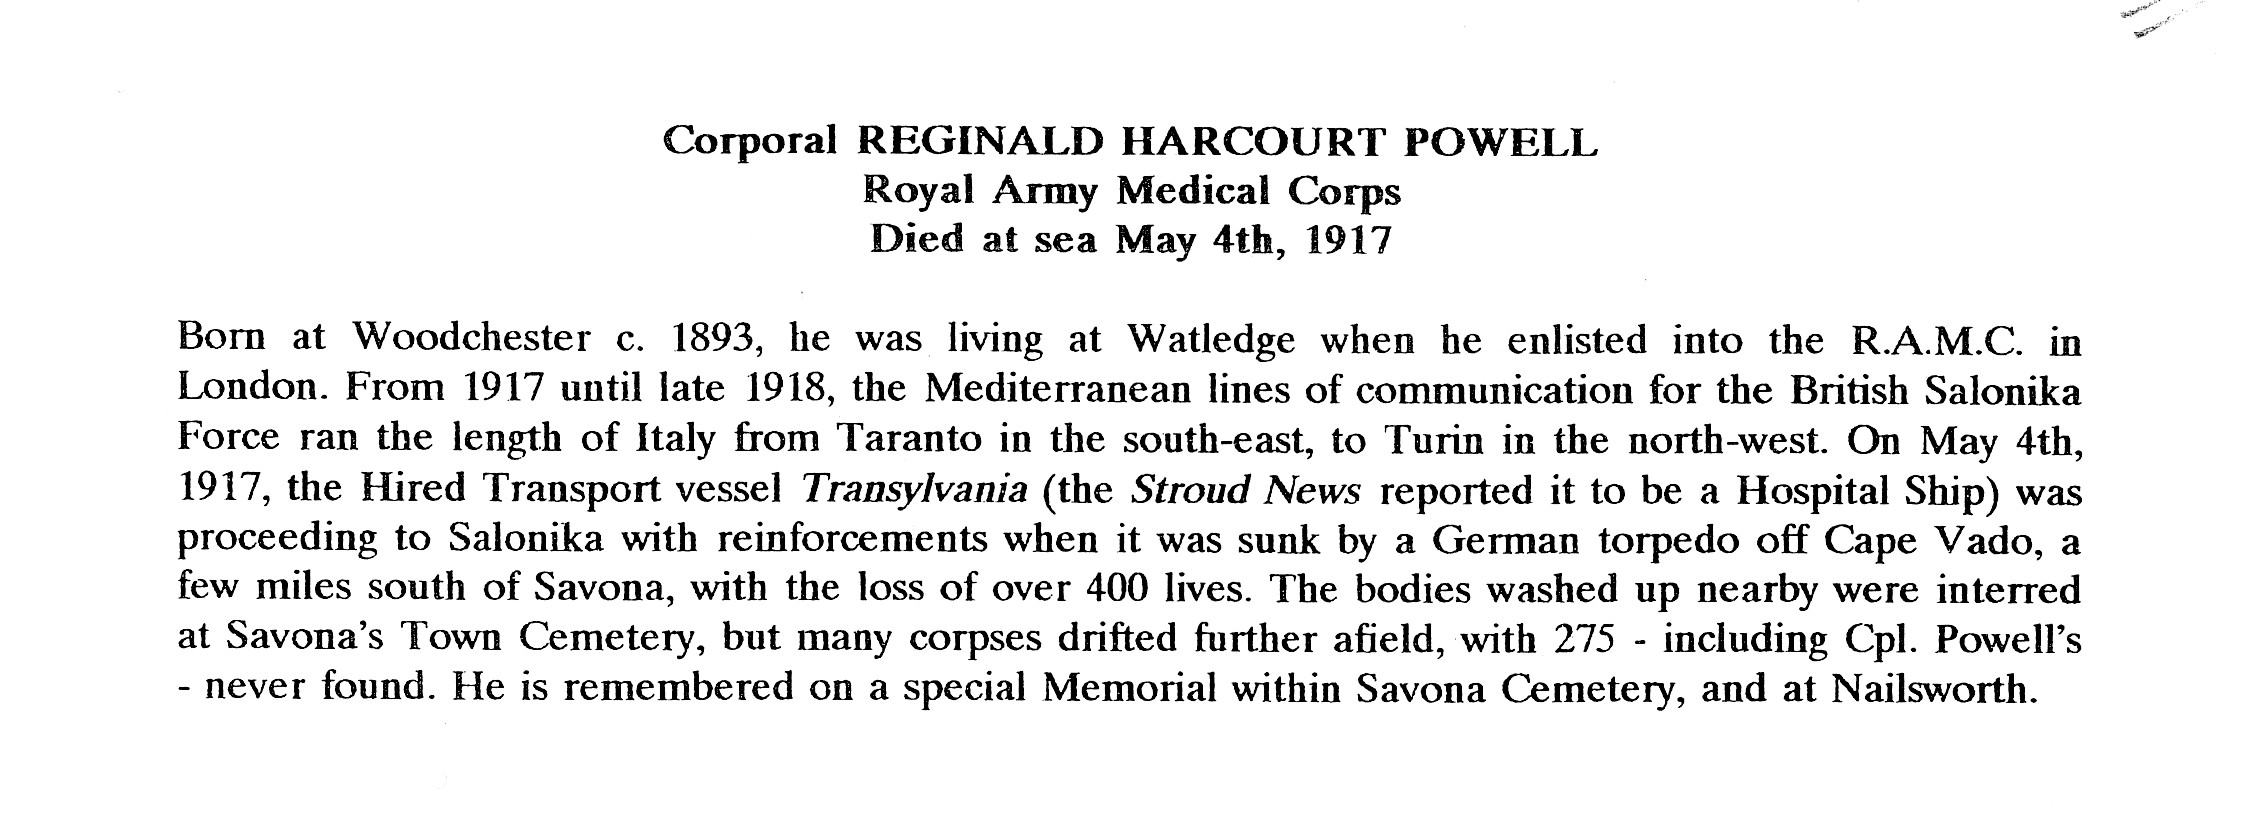 Corporal REGINALD HARCOURT POWELL
Royal Army Medical Corps
Died at sea May 4th, 1917
Born at Woodchester c. 1893, he was living at Watledge when he enlisted into the R.A.M.C. in
London. From 1917 until late 1918, the Mediterranean lines of communication for the British Salonika
Force ran the length of Italy from Taranto in the south-east, to Turin in the north-west. On May 4th,
1917, the Hired Transport vessel Transylvania (the Stroud News reported it to be a Hospital Ship) was
proceeding to Salonika with reinforcements when it was sunk by a German torpedo off Cape Vado, a
few miles south of Savona, with the loss of over 400 lives. The bodies washed up nearby were interred
at Savona's Town Cemetery, but many corpses drifted further afield, with 275 - including Cpl. Powell's
- never found. He is remembered on a special Memorial within Savona Cemetery, and at Nailsworth.